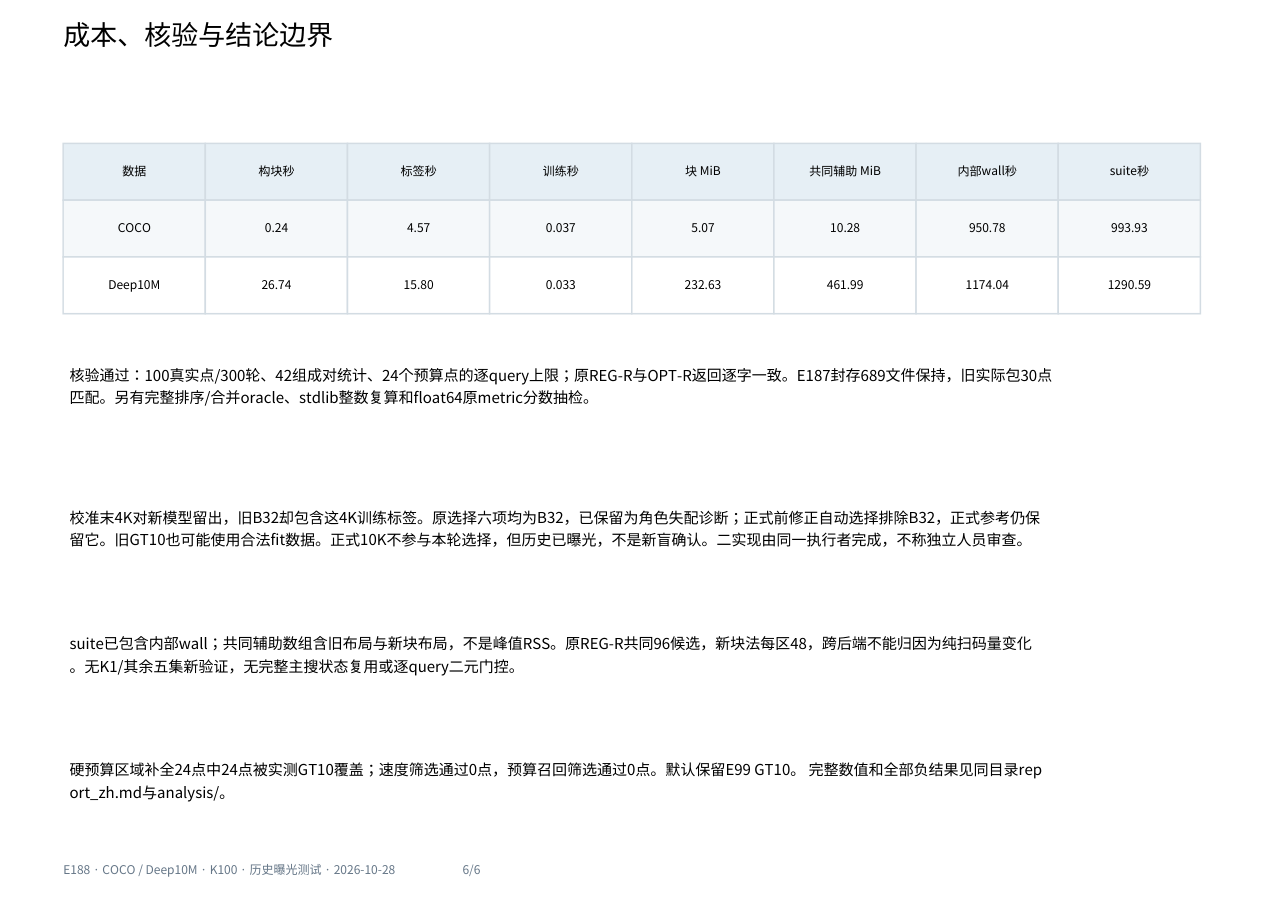 成本、核验与结论边界
数据 构块秒 标签秒 训练秒 块 MiB 共同辅助 MiB 内部wall秒 suite秒
COCO 0.24 4.57 0.037 5.07 10.28 950.78 993.93
Deep10M 26.74 15.80 0.033 232.63 461.99 1174.04 1290.59
核验通过：100真实点/300轮、42组成对统计、24个预算点的逐query上限；原REG-R与OPT-R返回逐字一致。E187封存689文件保持，旧实际包30点
匹配。另有完整排序/合并oracle、stdlib整数复算和float64原metric分数抽检。
校准末4K对新模型留出，旧B32却包含这4K训练标签。原选择六项均为B32，已保留为角色失配诊断；正式前修正自动选择排除B32，正式参考仍保
留它。旧GT10也可能使用合法fit数据。正式10K不参与本轮选择，但历史已曝光，不是新盲确认。二实现由同一执行者完成，不称独立人员审查。
suite已包含内部wall；共同辅助数组含旧布局与新块布局，不是峰值RSS。原REG-R共同96候选，新块法每区48，跨后端不能归因为纯扫码量变化
。无K1/其余五集新验证，无完整主搜状态复用或逐query二元门控。
硬预算区域补全24点中24点被实测GT10覆盖；速度筛选通过0点，预算召回筛选通过0点。默认保留E99 GT10。 完整数值和全部负结果见同目录rep
ort_zh.md与analysis/。
E188 · COCO / Deep10M · K100 · 历史曝光测试 · 2026-10-28 6/6